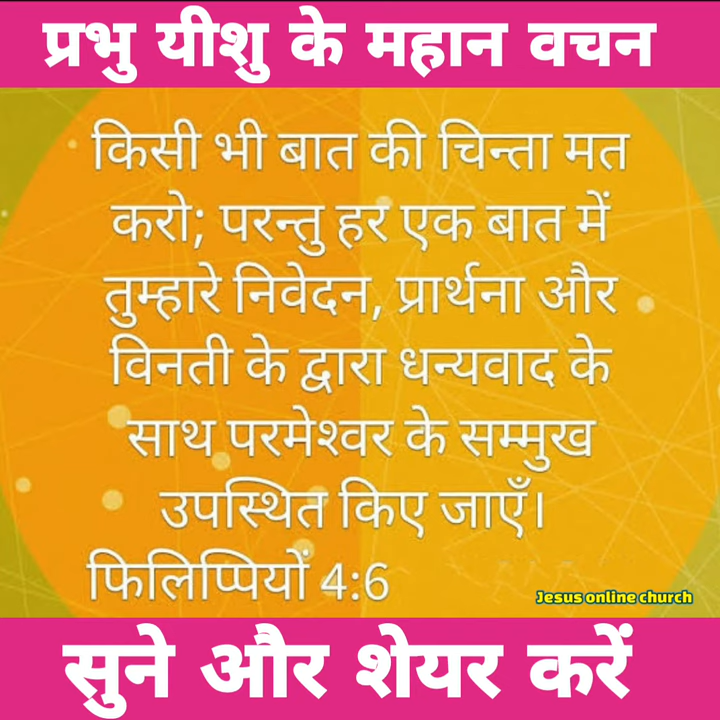 प्रभु यीशु के महान वचन
किसी भी बात की चिन्ता मत
करो; परन्तु हर एक बात में
तुम्हारे निवेदन, प्रार्थना और
विनती के द्वारा धन्यवाद के
साथ परमेश्वर के सम्मुख
उपस्थित किए जाएँ।
फिलिप्पियों 4:6
Jesus online church
सुने और शेयर करें